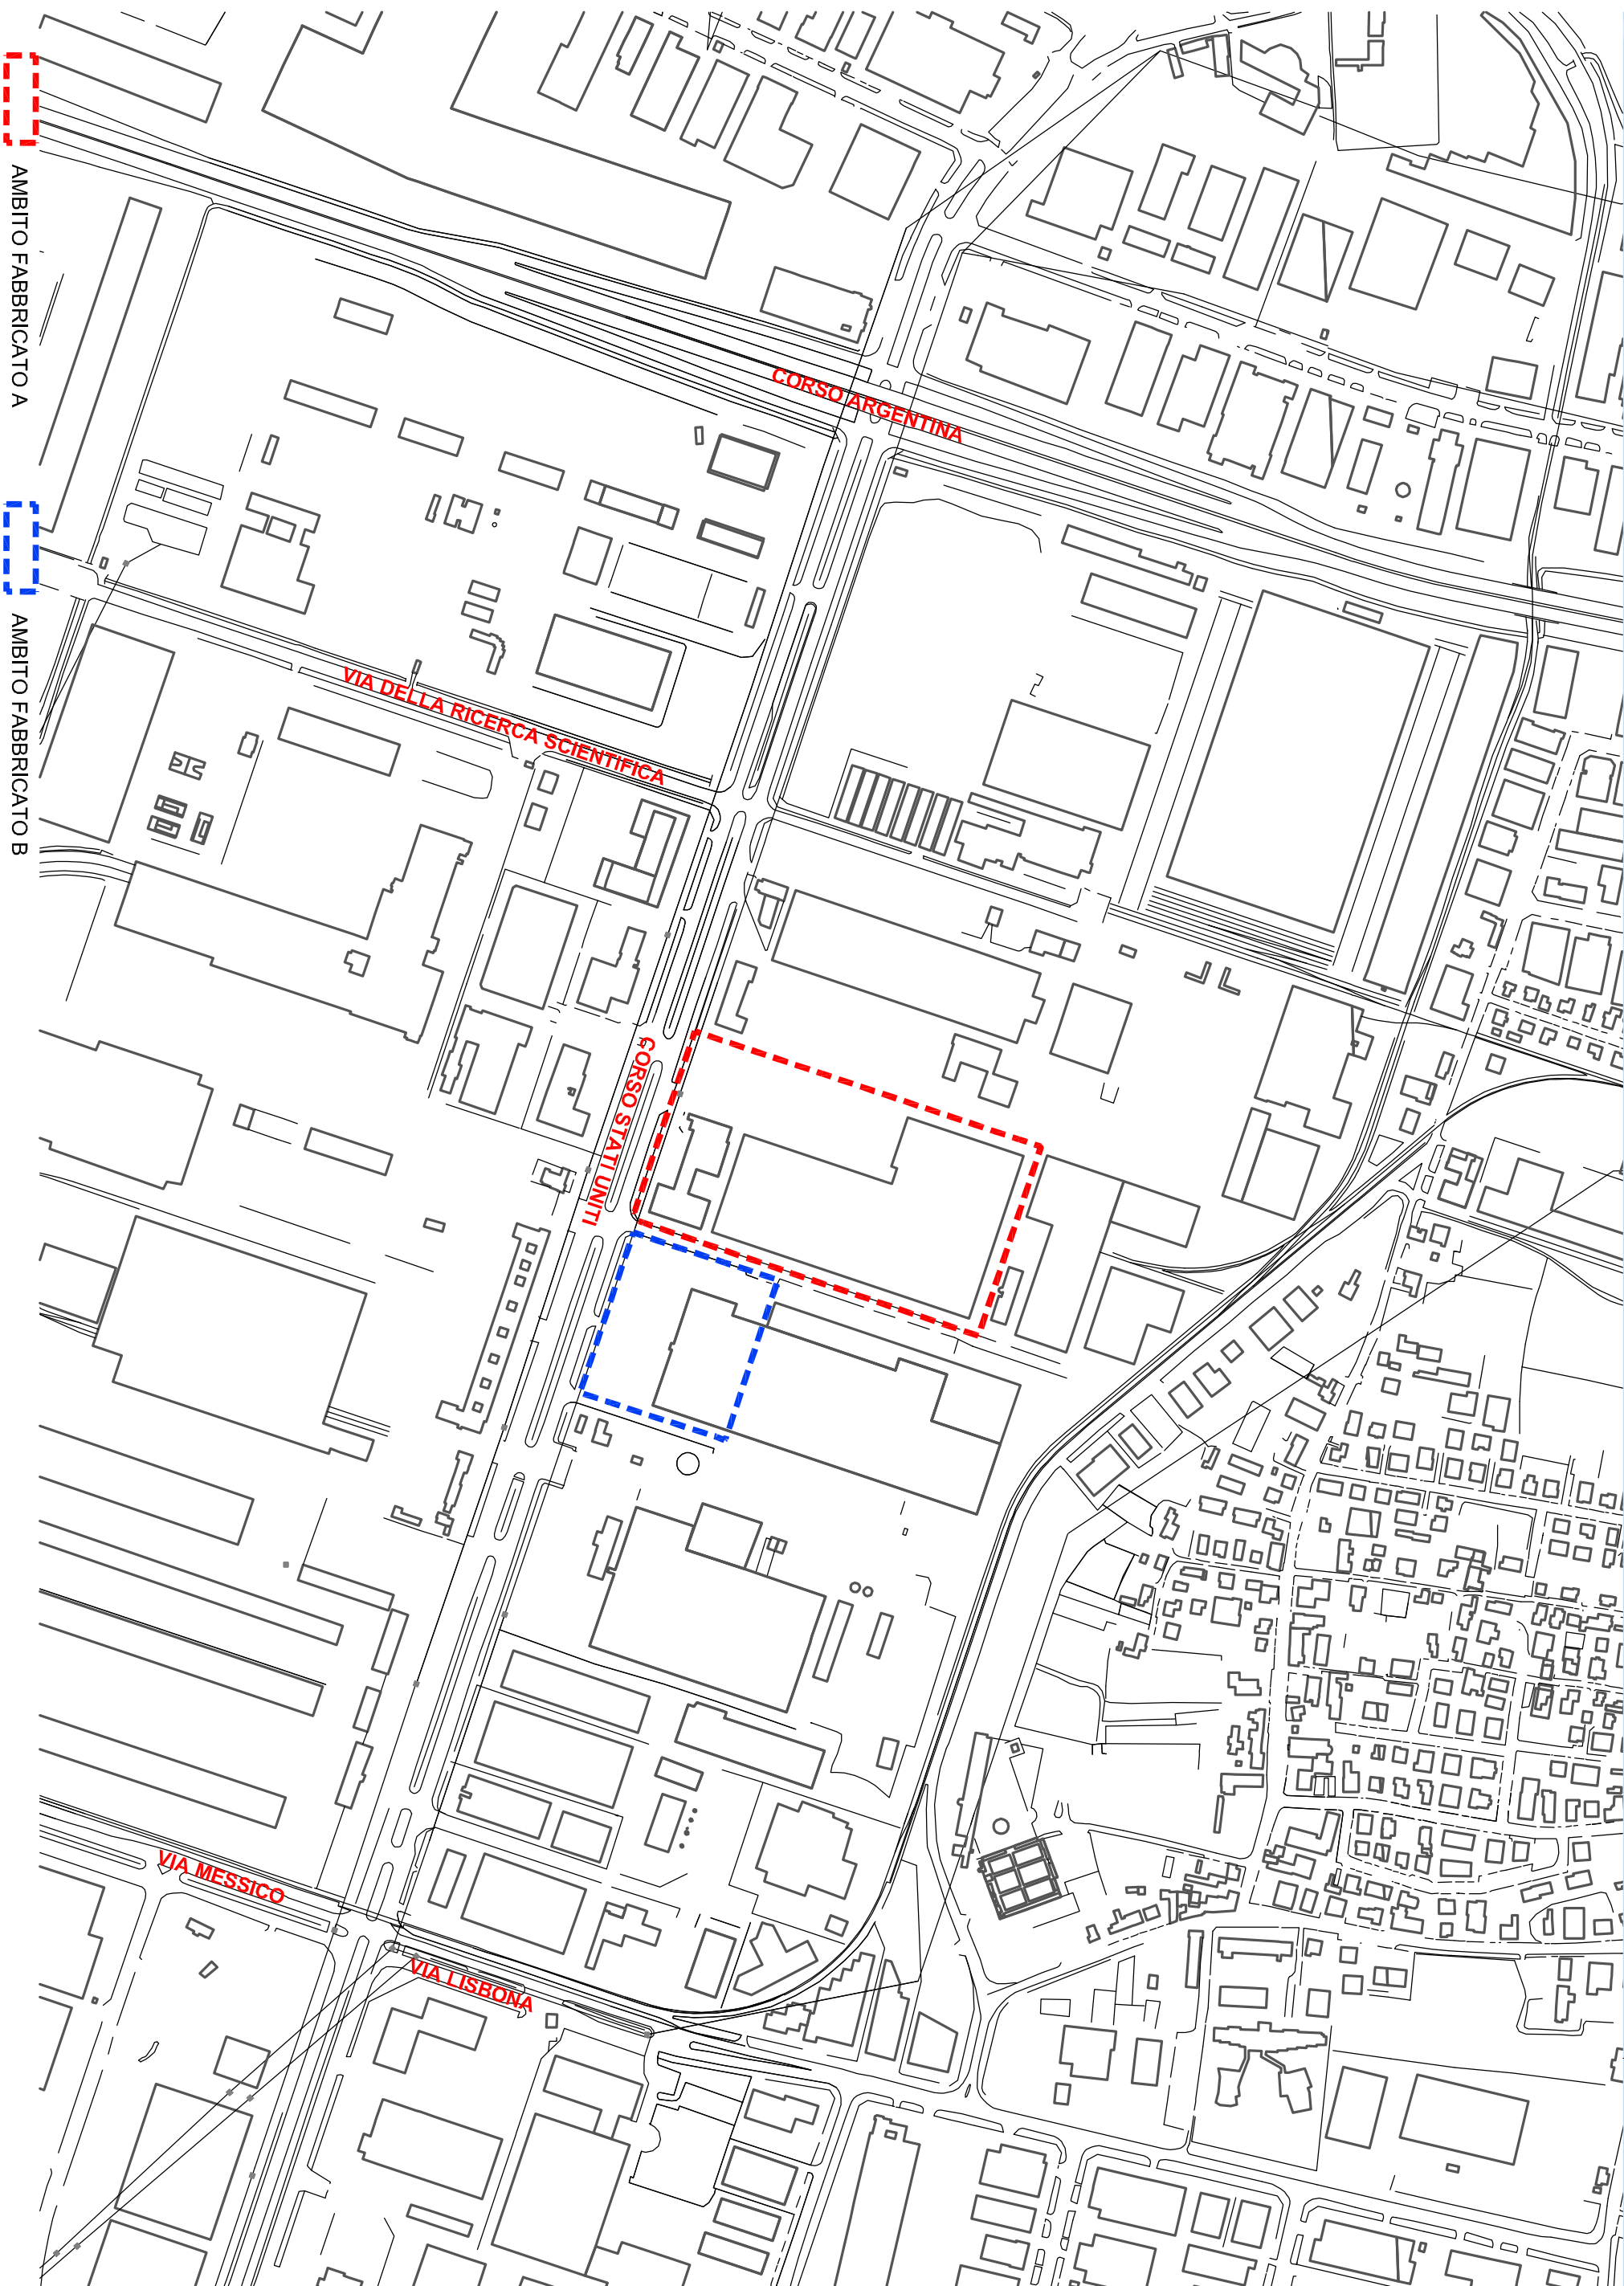 CORSO ARGENTINA
VIA DELLA RICERCA SCIENTIFICA
CORSO STATI UNITI
VIA MESSICO
VIA LISBONA
AMBITO FABBRICATO A
AMBITO FABBRICATO B